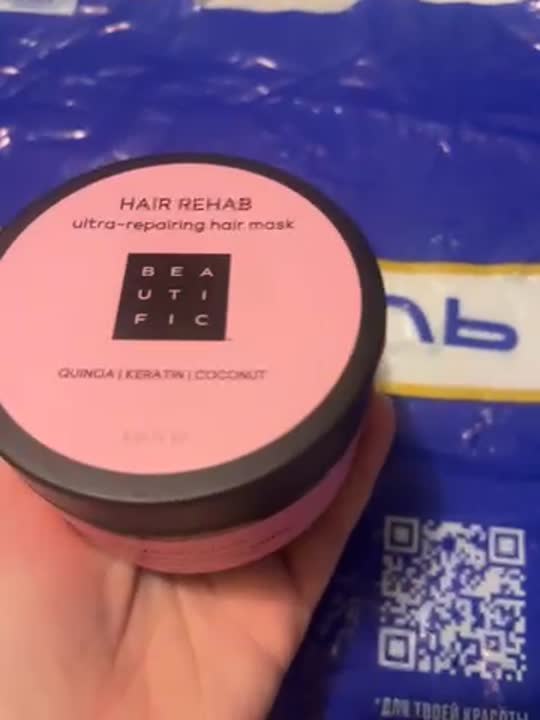 HAIR REHAB
ultra-repairing hair mask
BEA
UTI
FIC
QUINOA | KERATIN | COCONUT
*ДЛЯ ТВОЕЙ КРАСОТЫ